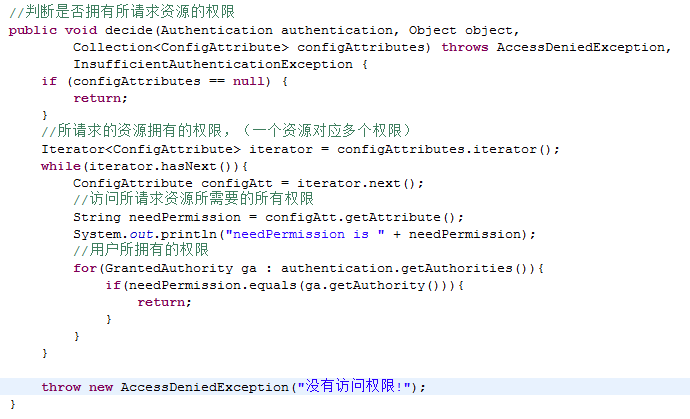 //判断是否拥有所请求资源的权限
public void decide(Authentication authentication, Object object,
        Collection<ConfigAttribute> configAttributes) throws AccessDeniedException,
        InsufficientAuthenticationException {
    if (configAttributes == null) {
        return;
    }
    //所请求的资源拥有的权限，（一个资源对应多个权限）
    Iterator<ConfigAttribute> iterator = configAttributes.iterator();
    while(iterator.hasNext()){
        ConfigAttribute configAtt = iterator.next();
        //访问所请求资源所需要的所有权限
        String needPermission = configAtt.getAttribute();
        System.out.println("needPermission is " + needPermission);
        //用户所拥有的权限
        for(GrantedAuthority ga : authentication.getAuthorities()){
            if(needPermission.equals(ga.getAuthority())){
                return;
            }
        }
    }
    throw new AccessDeniedException("没有访问权限!");
}